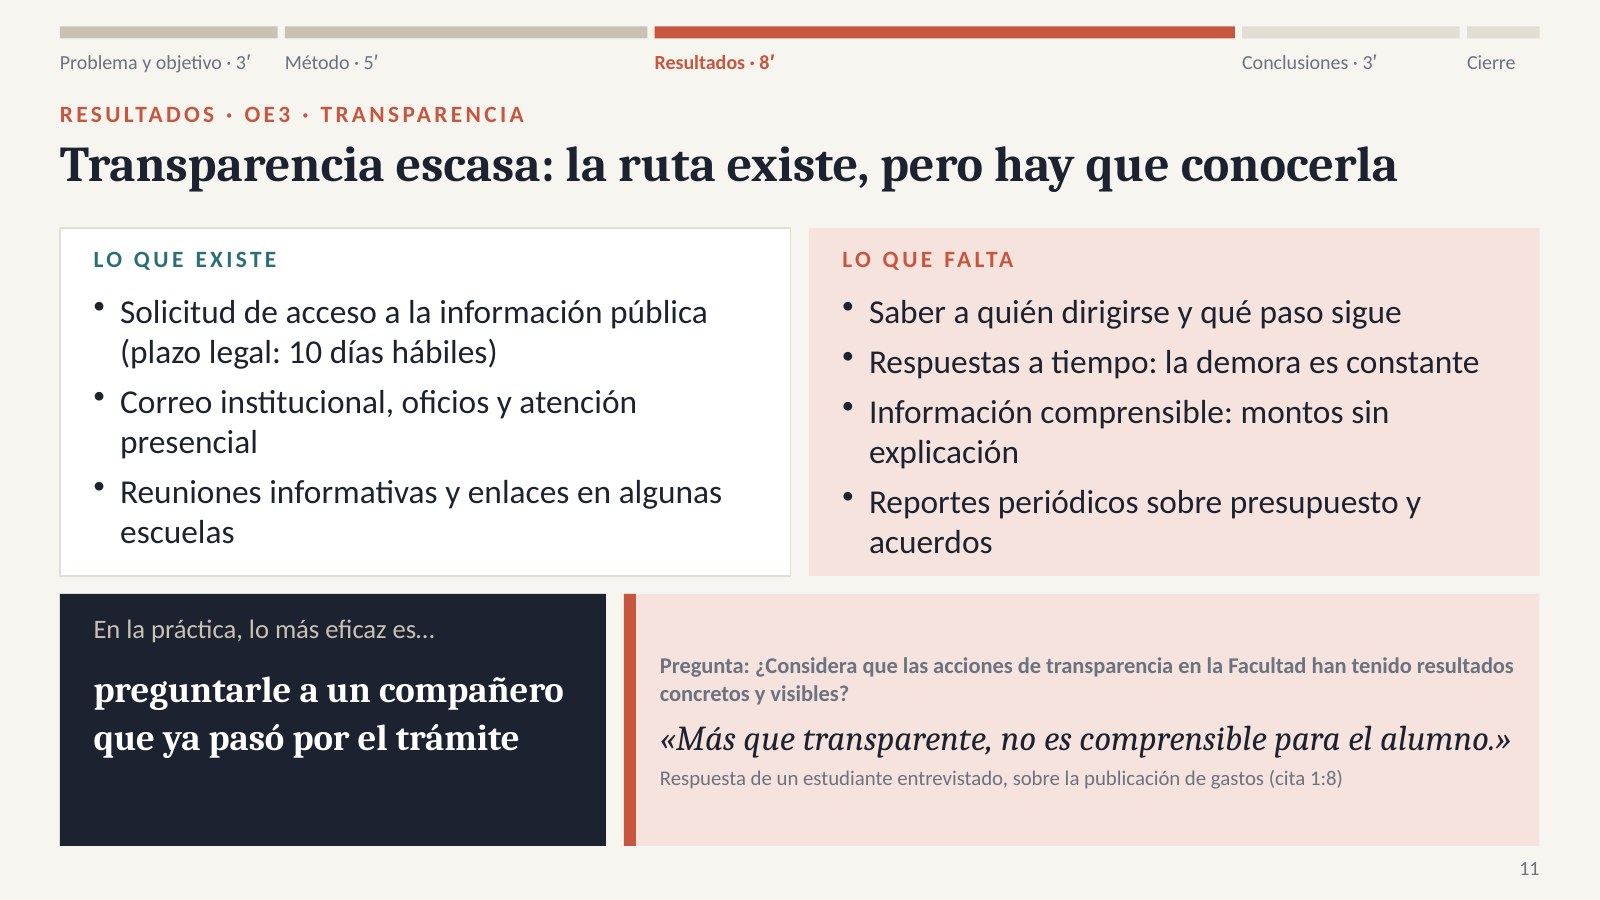 Problema y objetivo · 3′
Método · 5′
Resultados · 8′
Conclusiones · 3′
Cierre
RESULTADOS · OE3 · TRANSPARENCIA
Transparencia escasa: la ruta existe, pero hay que conocerla
LO QUE EXISTE
• Solicitud de acceso a la información pública
(plazo legal: 10 días hábiles)
• Correo institucional, oficios y atención
presencial
• Reuniones informativas y enlaces en algunas
escuelas
LO QUE FALTA
• Saber a quién dirigirse y qué paso sigue
• Respuestas a tiempo: la demora es constante
• Información comprensible: montos sin
explicación
• Reportes periódicos sobre presupuesto y
acuerdos
En la práctica, lo más eficaz es…
preguntarle a un compañero
que ya pasó por el trámite
Pregunta: ¿Considera que las acciones de transparencia en la Facultad han tenido resultados
concretos y visibles?
«Más que transparente, no es comprensible para el alumno.»
Respuesta de un estudiante entrevistado, sobre la publicación de gastos (cita 1:8)
11